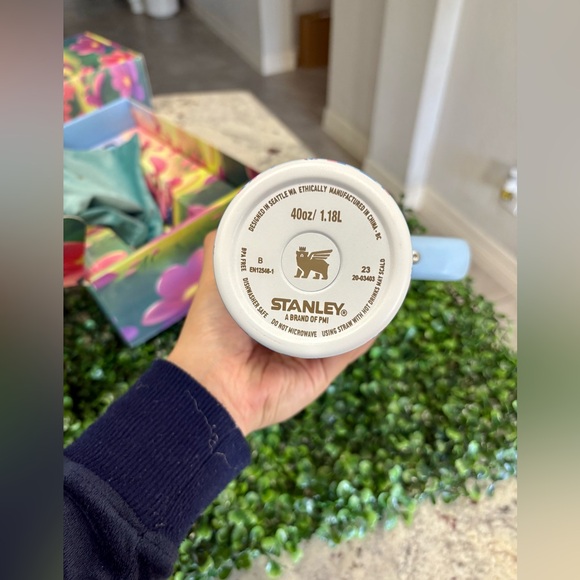 DESIGNED IN SEATTLE WA ETHICALLY MANUFACTURED IN CHINA • BC
40oz/ 1.18L
B
EN12546-1
23
20-03403
STANLEY®
A BRAND OF PMI
BPA FREE DISHWASHER SAFE DO NOT MICROWAVE USING STRAW WITH HOT DRINKS MAY SCALD